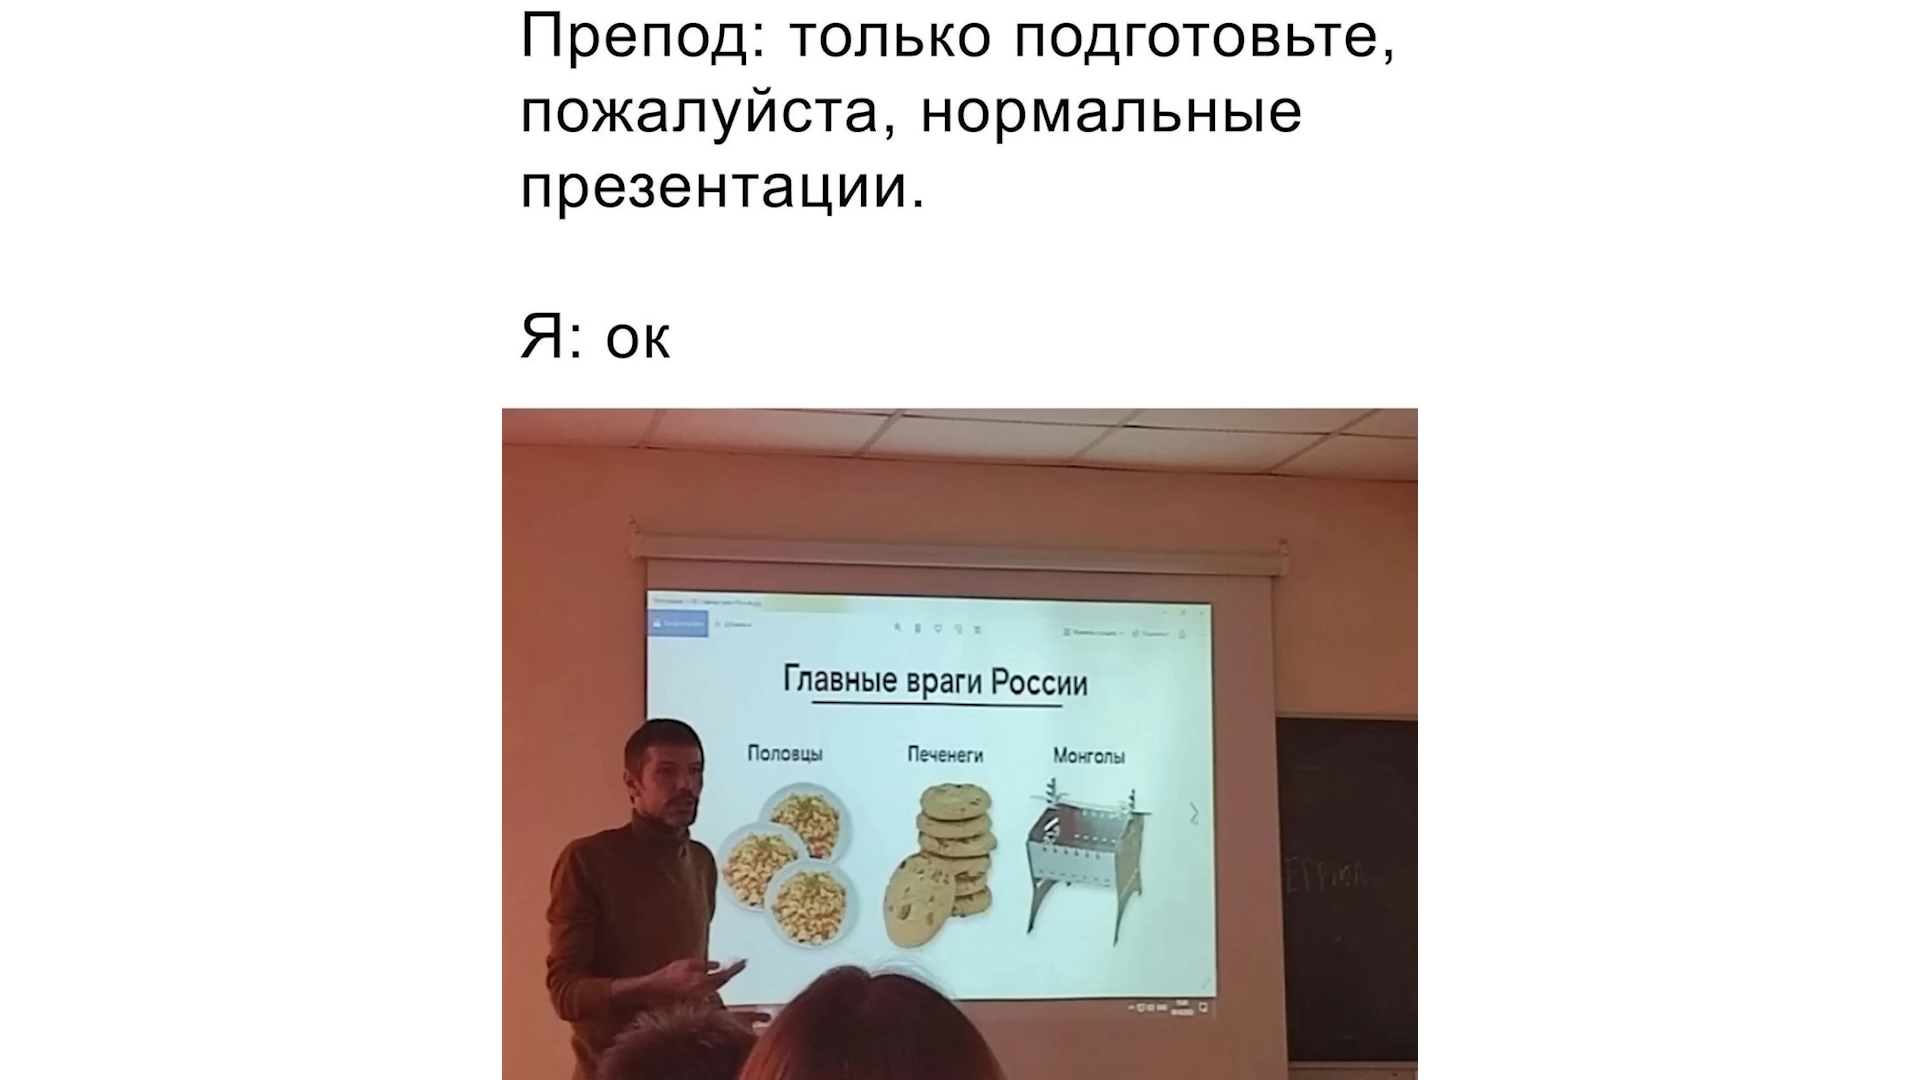 Препод: только подготовьте,
пожалуйста, нормальные
презентации.
Я: ок
Главные враги России
Половцы Печенеги Монголы